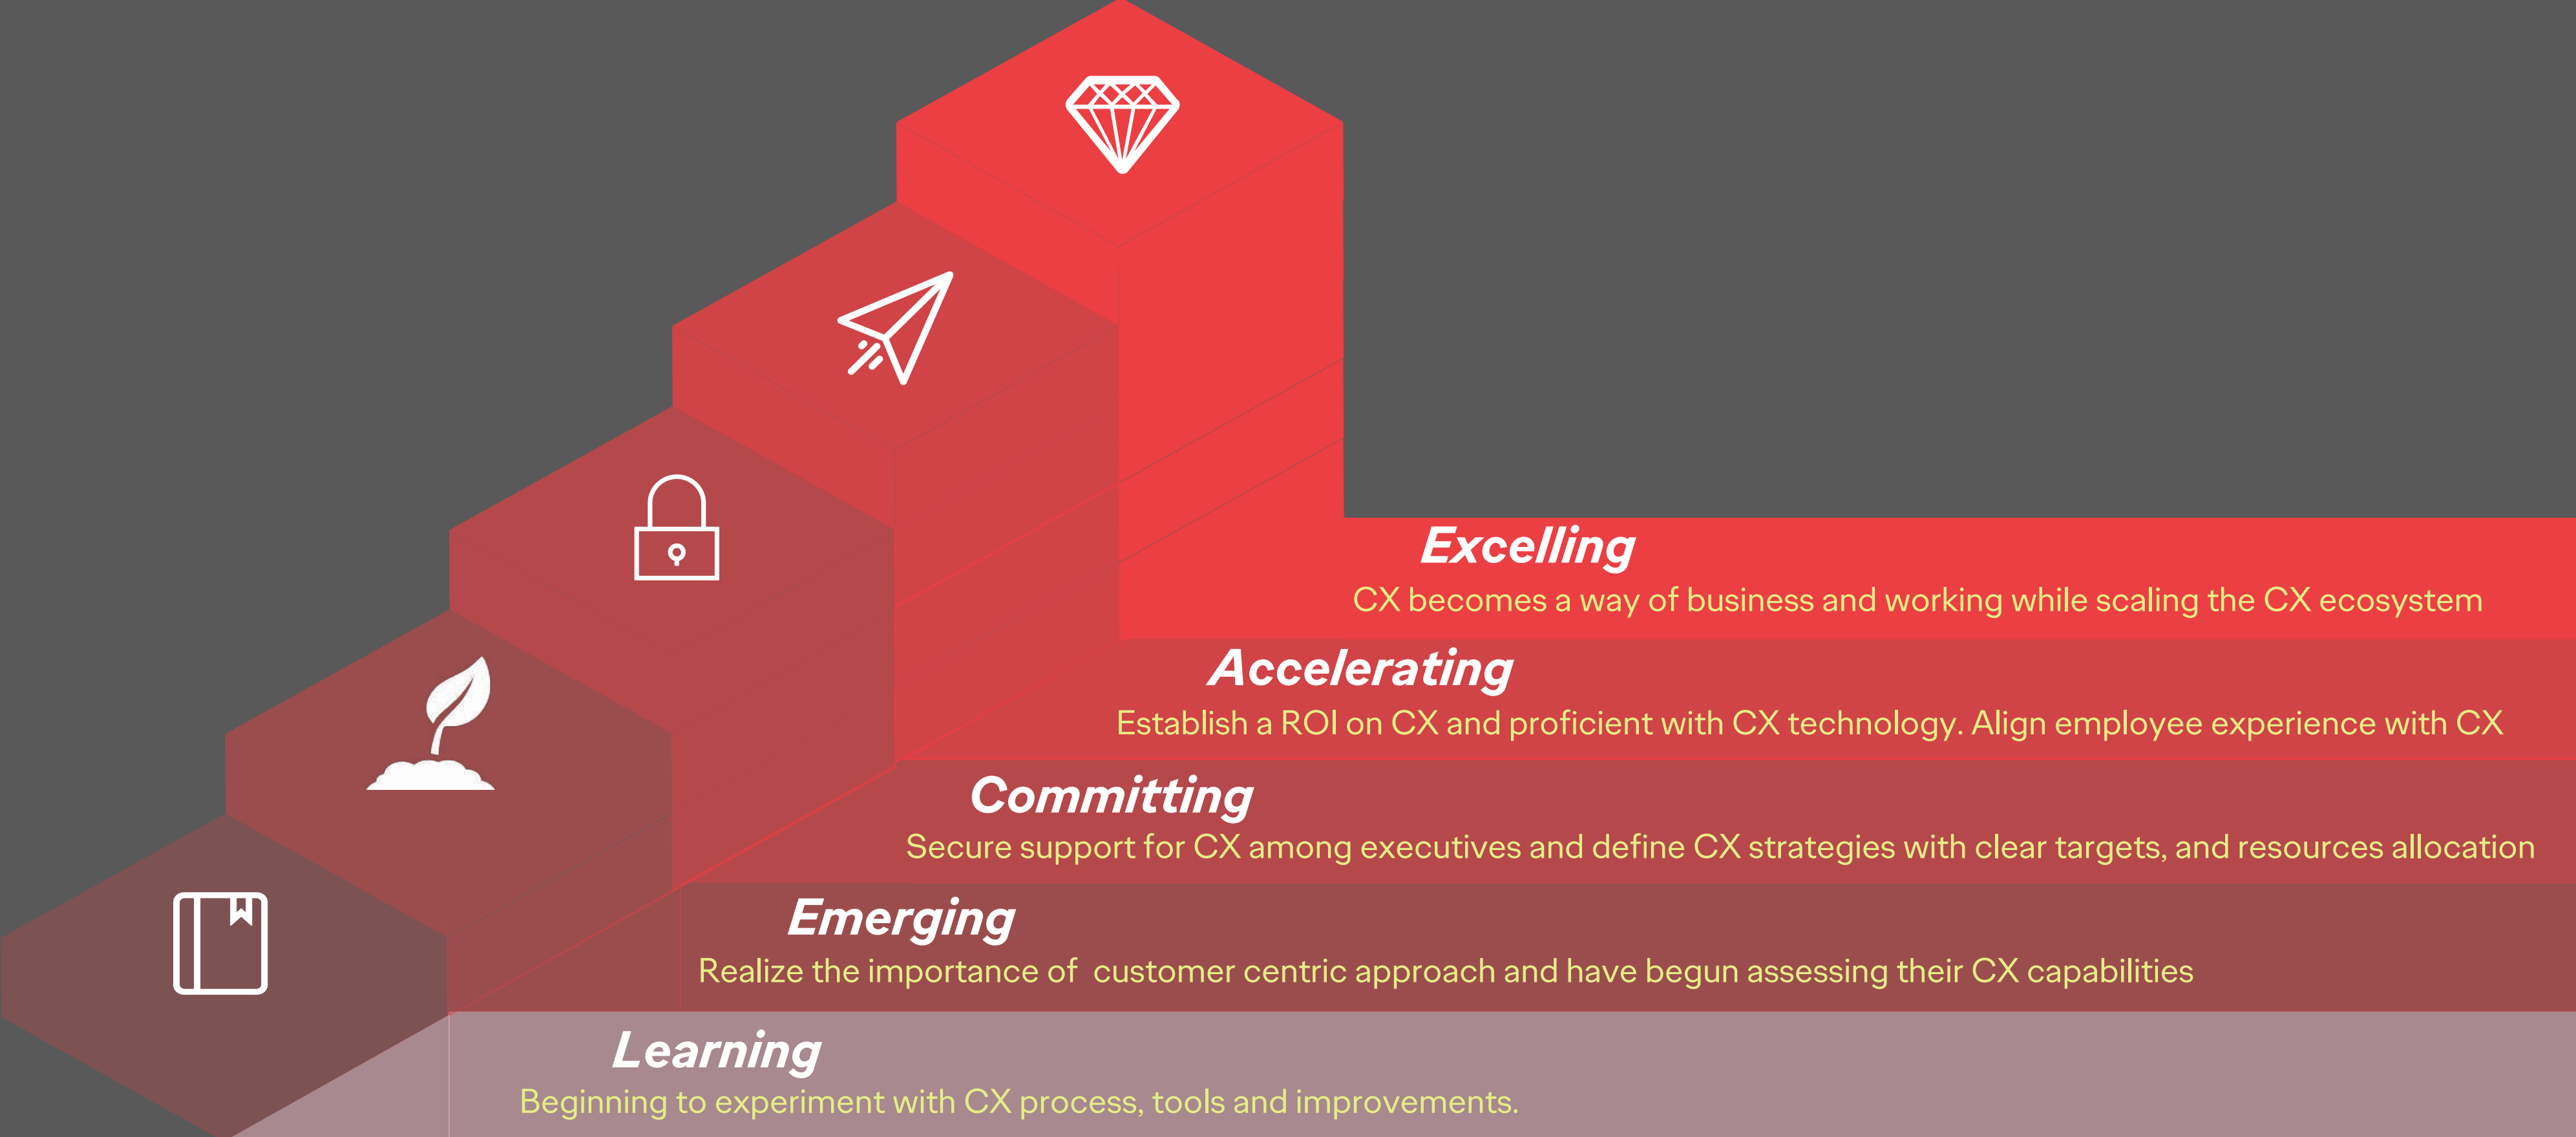 Excelling
CX becomes a way of business and working while scaling the CX ecosystem
Accelerating
Establish a ROI on CX and proficient with CX technology. Align employee experience with CX
Committing
Secure support for CX among executives and define CX strategies with clear targets, and resources allocation
Emerging
Realize the importance of customer centric approach and have begun assessing their CX capabilities
Learning
Beginning to experiment with CX process, tools and improvements.